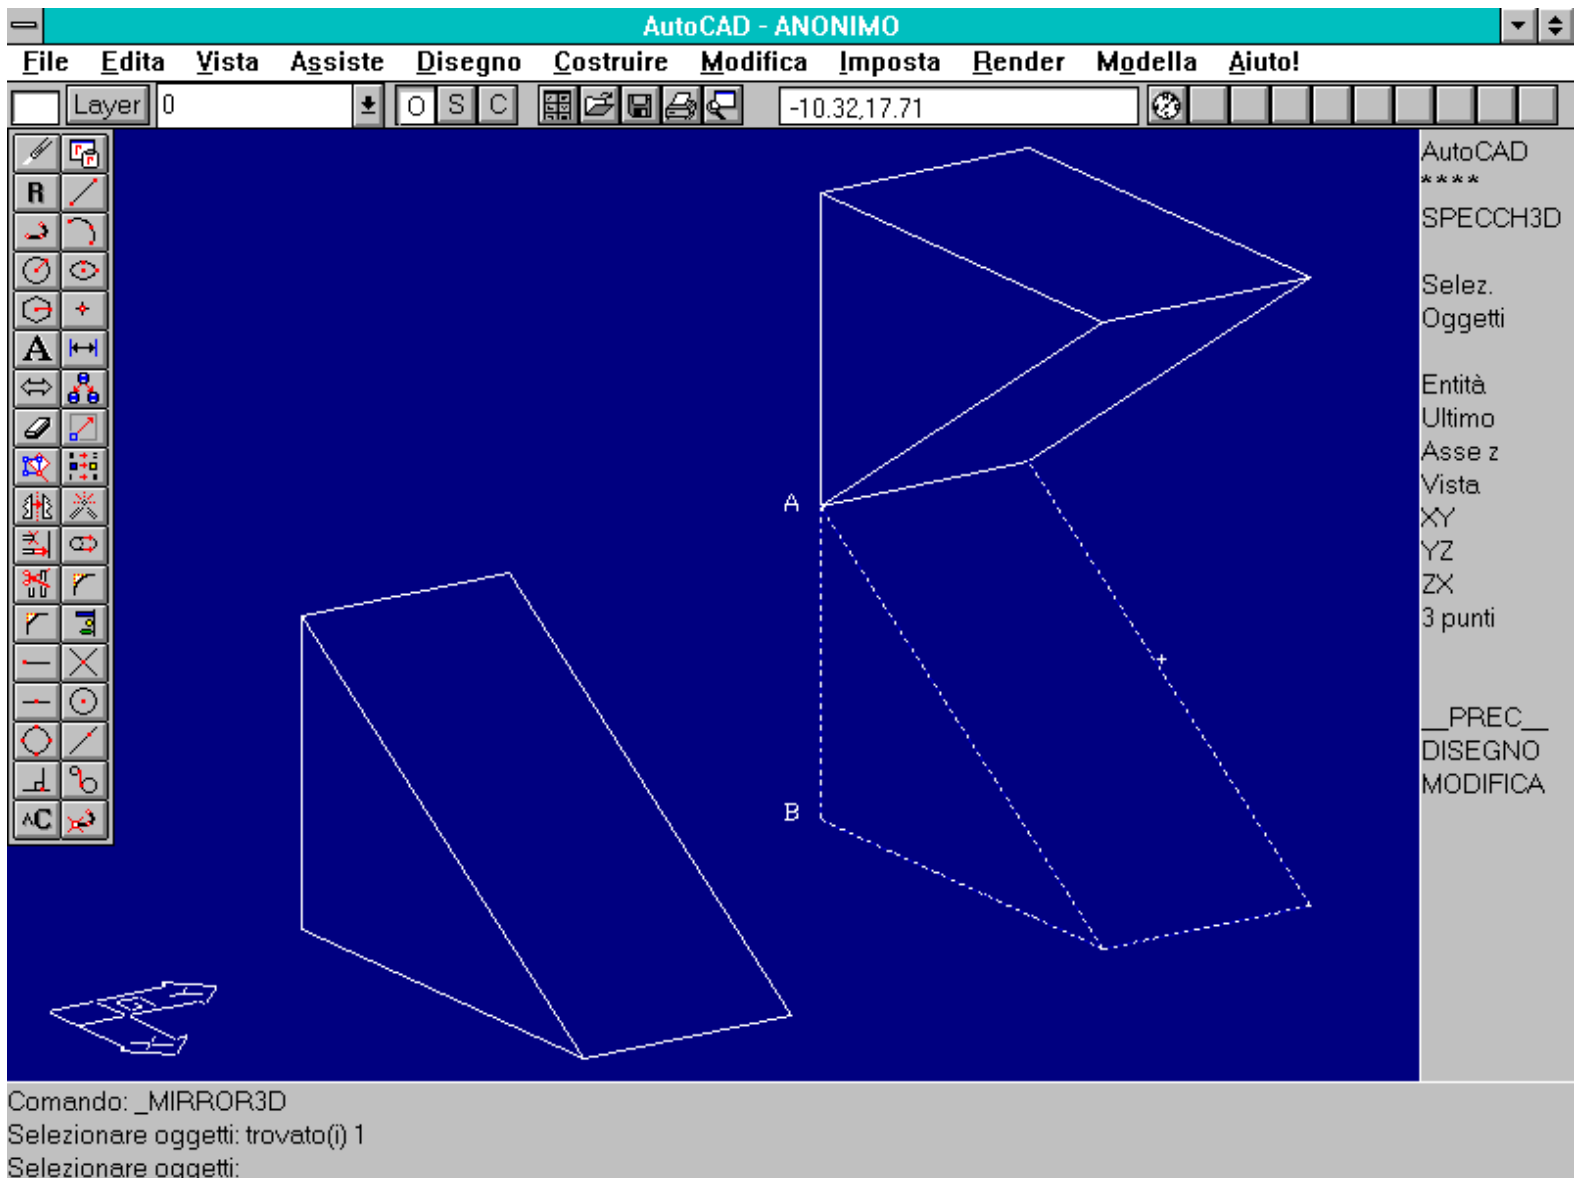 AutoCAD - ANONIMO
File Edita Vista Assiste Disegno Costruire Modifica Imposta Render Modella Aiuto!
Layer 0 O S C -10.32,17.71
R
A
^C
A
B
AutoCAD
* * * *
SPECCH3D
Selez.
Oggetti
Entità
Ultimo
Asse z
Vista
XY
YZ
ZX
3 punti
__PREC__
DISEGNO
MODIFICA
Comando: _MIRROR3D
Selezionare oggetti: trovato(i) 1
Selezionare oggetti: